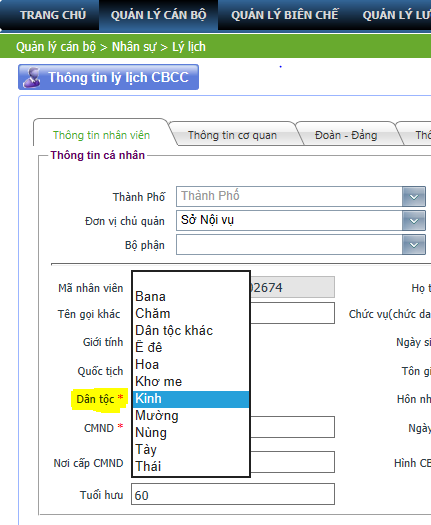 TRANG CHỦ QUẢN LÝ CÁN BỘ QUẢN LÝ BIÊN CHẾ QUẢN LÝ LƯ
Quản lý cán bộ > Nhân sự > Lý lịch
Thông tin lý lịch CBCC
Thông tin nhân viên Thông tin cơ quan Đoàn - Đảng Thô
Thông tin cá nhân
Thành Phố Thành Phố
Đơn vị chủ quản Sở Nội vụ
Bộ phận
Mã nhân viên 02674 Họ t
Tên gọi khác Chức vụ(chức da
Giới tính Ngày si
Quốc tịch Tôn gi
Dân tộc * Hôn nh
CMND * Ngày
Nơi cấp CMND Hình CB
Tuổi hưu 60
Bana
Chăm
Dân tộc khác
Ê đê
Hoa
Khơ me
Kinh
Mường
Nùng
Tày
Thái